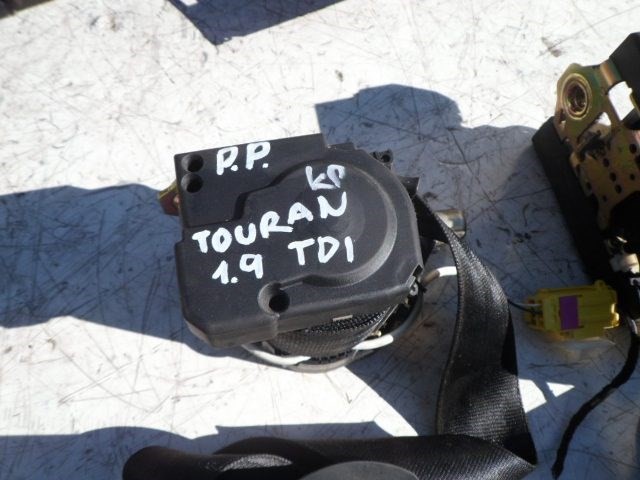 P.P.
KP
TOURAN
1.9 TDI